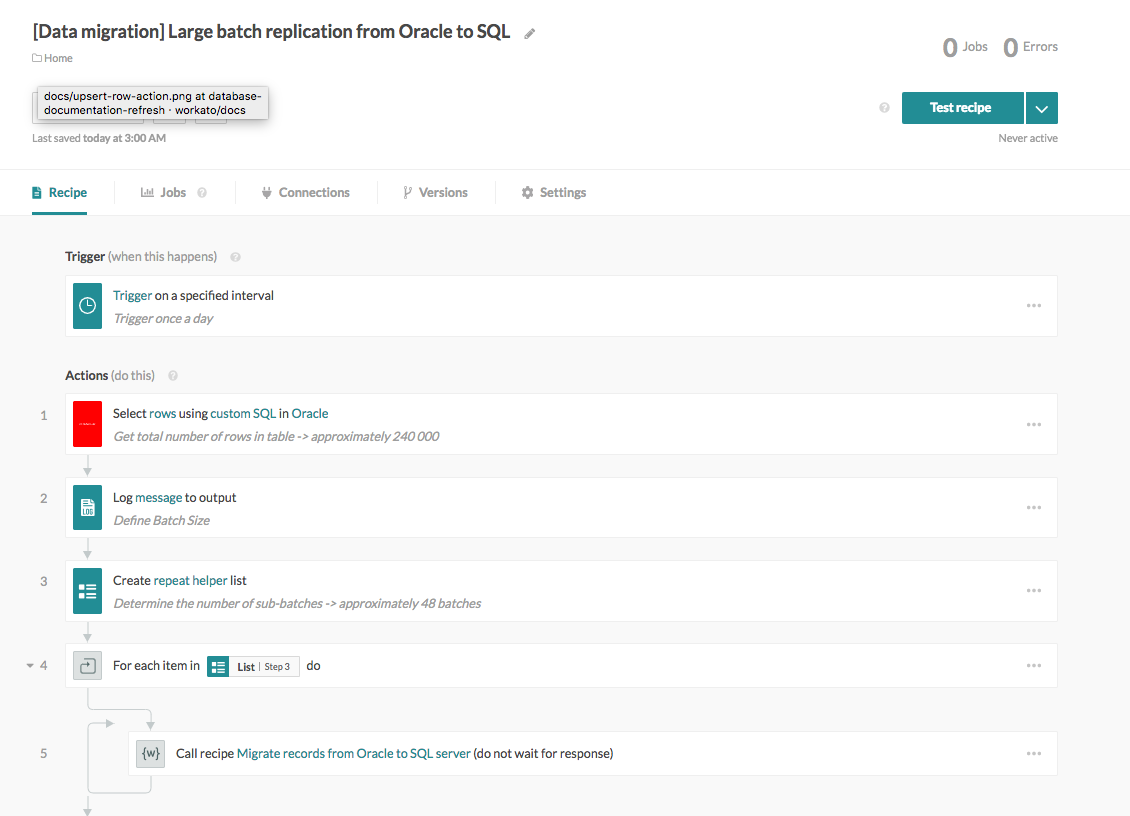 [Data migration] Large batch replication from Oracle to SQL
Home
0 Jobs 0 Errors
docs/upsert-row-action.png at database-
documentation-refresh · workato/docs
Last saved today at 3:00 AM
? Test recipe
Never active
Recipe Jobs ? Connections Versions Settings
Trigger (when this happens) ?
Trigger on a specified interval
Trigger once a day
Actions (do this) ?
1 Select rows using custom SQL in Oracle
Get total number of rows in table -> approximately 240 000
2 LOG Log message to output
Define Batch Size
3 Create repeat helper list
Determine the number of sub-batches -> approximately 48 batches
4 For each item in List | Step 3 do
5 {w} Call recipe Migrate records from Oracle to SQL server (do not wait for response)